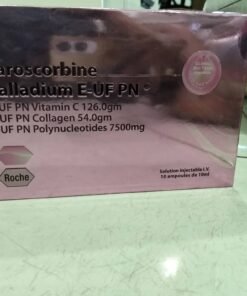 aroscorbine
alladium E-UF PN
UF PN Vitamin C 126.0gm
UF PN Collagen 54.0gm
UF PN Polynucleotides 7500mg
Roche
Solution injectable I.V.
10 ampoules de 10ml